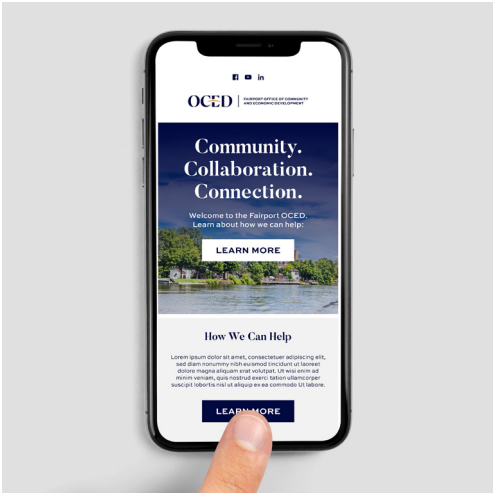 OCED
FAIRPORT OFFICE OF COMMUNITY
AND ECONOMIC DEVELOPMENT
Community.
Collaboration.
Connection.
Welcome to the Fairport OCED.
Learn about how we can help:
LEARN MORE
How We Can Help
Lorem ipsum dolor sit amet, consectetuer adipiscing elit,
sed diam nonummy nibh euismod tincidunt ut laoreet
dolore magna aliquam erat volutpat. Ut wisi enim ad
minim veniam, quis nostrud exerci tation ullamcorper
suscipit lobortis nisl ut aliquip ex ea commodo Ut labore.
LEARN MORE